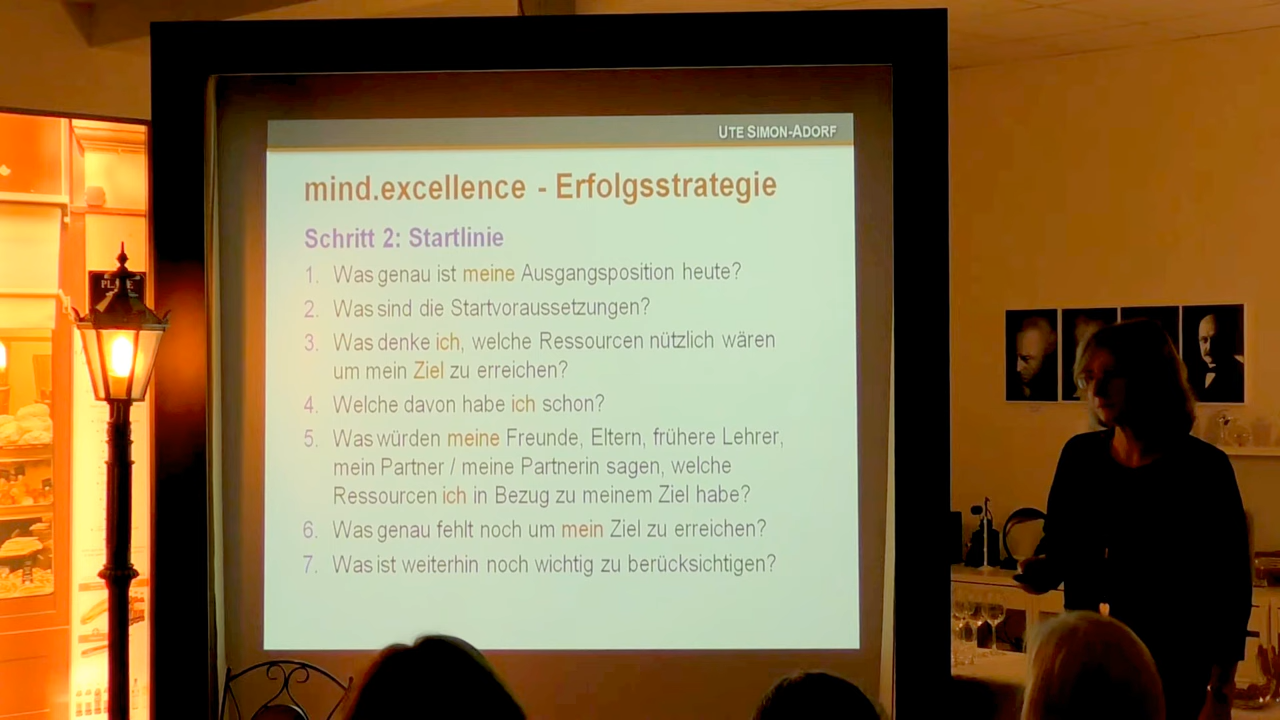 UTE SIMON-ADORF
mind.excellence - Erfolgsstrategie
Schritt 2: Startlinie
1. Was genau ist meine Ausgangsposition heute?
2. Was sind die Startvoraussetzungen?
3. Was denke ich, welche Ressourcen nützlich wären
um mein Ziel zu erreichen?
4. Welche davon habe ich schon?
5. Was würden meine Freunde, Eltern, frühere Lehrer,
mein Partner / meine Partnerin sagen, welche
Ressourcen ich in Bezug zu meinem Ziel habe?
6. Was genau fehlt noch um mein Ziel zu erreichen?
7. Was ist weiterhin noch wichtig zu berücksichtigen?